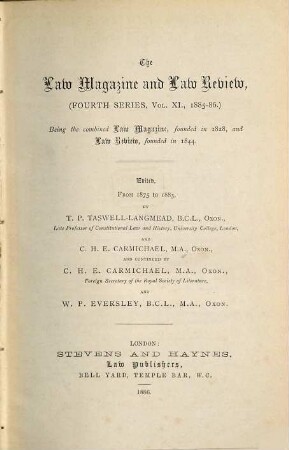 The
Law Magazine and Law Review,
(FOURTH SERIES, VOL. XI., 1885-86.)
Being the combined Law Magazine, founded in 1828, and
Law Review, founded in 1844.
Edited,
FROM 1875 TO 1885,
BY
T. P. TASWELL-LANGMEAD, B.C.L., OXON.,
Late Professor of Constitutional Law and History, University College, London,
AND
C. H. E. CARMICHAEL, M.A., OXON.,
AND CONTINUED BY
C. H. E. CARMICHAEL, M.A., OXON.,
Foreign Secretary of the Royal Society of Literature,
AND
W. P. EVERSLEY, B.C.L., M.A., OXON.
LONDON:
STEVENS AND HAYNES,
Law Publishers,
BELL YARD, TEMPLE BAR, W.C.
1886.